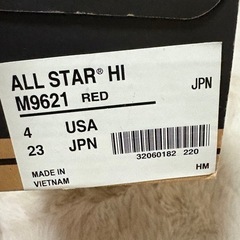 ALL STAR® HI
JPN
M9621 RED
4 USA
23 JPN
32060182 220
MADE IN
VIETNAM
HM